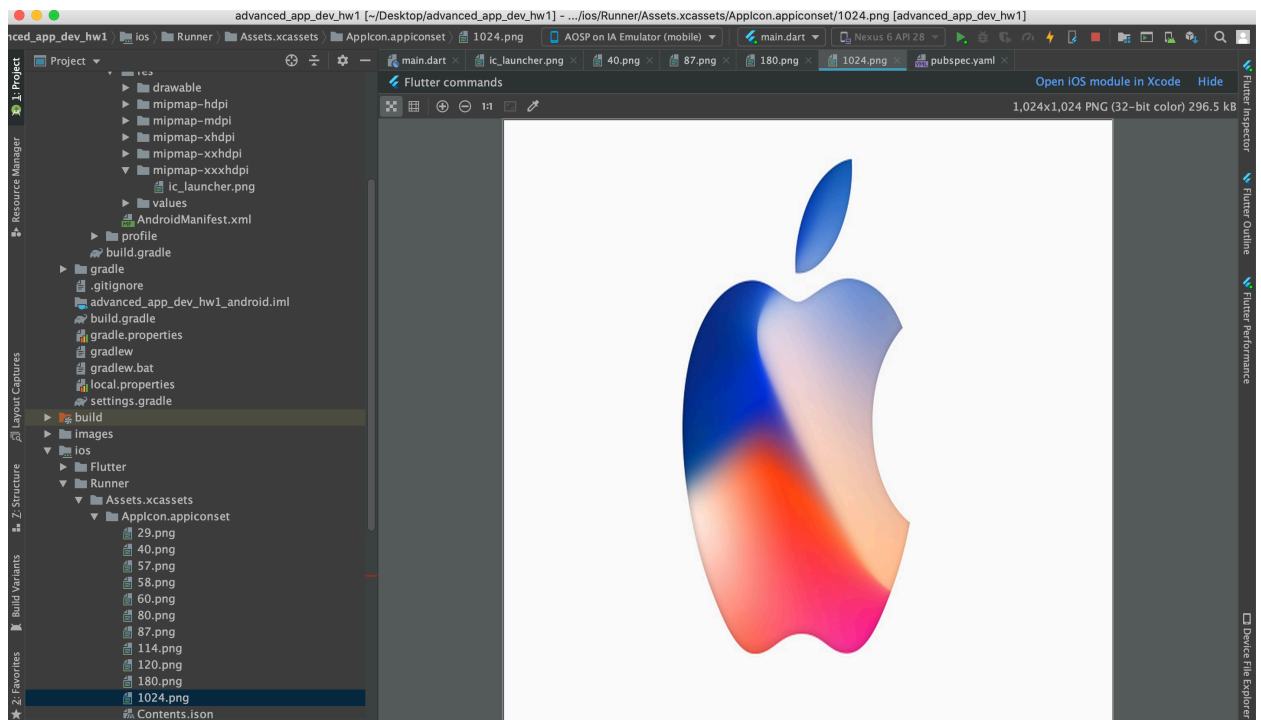 advanced_app_dev_hw1 [~/Desktop/advanced_app_dev_hw1] - .../ios/Runner/Assets.xcassets/AppIcon.appiconset/1024.png [advanced_app_dev_hw1]
nced_app_dev_hw1 ios Runner Assets.xcassets AppIcon.appiconset 1024.png AOSP on IA Emulator (mobile) main.dart Nexus 6 API 28
Project main.dart ic_launcher.png 40.png 87.png 180.png 1024.png pubspec.yaml
Flutter commands Open iOS module in Xcode Hide
1:1 1,024x1,024 PNG (32-bit color) 296.5 kB
1: Project
Resource Manager
Layout Captures
Z: Structure
Build Variants
2: Favorites
res
drawable
mipmap-hdpi
mipmap-mdpi
mipmap-xhdpi
mipmap-xxhdpi
mipmap-xxxhdpi
ic_launcher.png
values
AndroidManifest.xml
profile
build.gradle
gradle
.gitignore
advanced_app_dev_hw1_android.iml
build.gradle
gradle.properties
gradlew
gradlew.bat
local.properties
settings.gradle
build
images
ios
Flutter
Runner
Assets.xcassets
AppIcon.appiconset
29.png
40.png
57.png
58.png
60.png
80.png
87.png
114.png
120.png
180.png
1024.png
Contents.json
Flutter Inspector
Flutter Outline
Flutter Performance
Device File Explorer